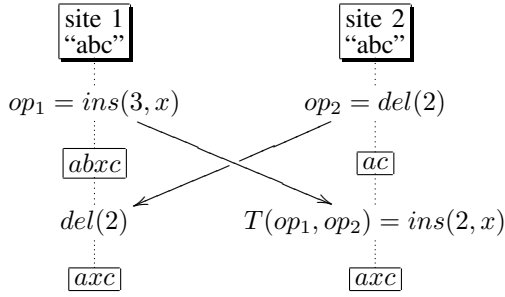 site 1
“abc”
site 2
“abc”
op₁ = ins(3, x)
op₂ = del(2)
abxc
ac
del(2)
T(op₁, op₂) = ins(2, x)
axc
axc